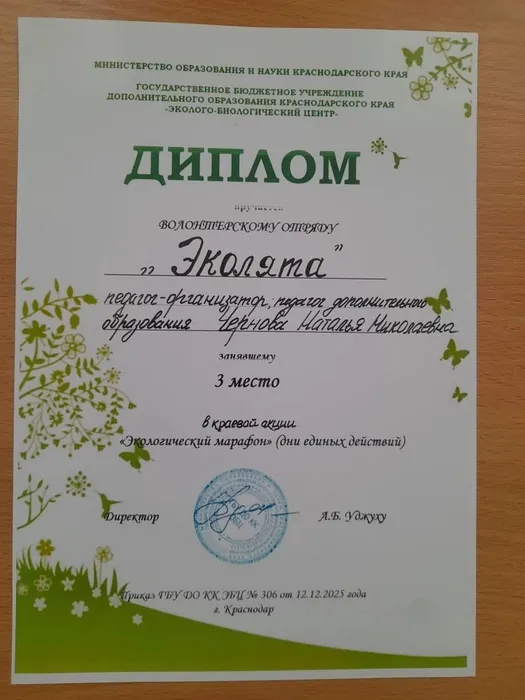 МИНИСТЕРСТВО ОБРАЗОВАНИЯ И НАУКИ КРАСНОДАРСКОГО КРАЯ
ГОСУДАРСТВЕННОЕ БЮДЖЕТНОЕ УЧРЕЖДЕНИЕ
ДОПОЛНИТЕЛЬНОГО ОБРАЗОВАНИЯ КРАСНОДАРСКОГО КРАЯ
«ЭКОЛОГО-БИОЛОГИЧЕСКИЙ ЦЕНТР»
ДИПЛОМ
вручается
ВОЛОНТЕРСКОМУ ОТРЯДУ
„Эколята"
педагог-организатор, педагог дополнительного
образования Чернова Наталья Николаевна
занявшему
3 место
в краевой акции
«Экологический марафон» (дни единых действий)
Директор А.Б. Уджуху
Приказ ГБУ ДО КК ЭБЦ № 306 от 12.12.2025 года
г. Краснодар